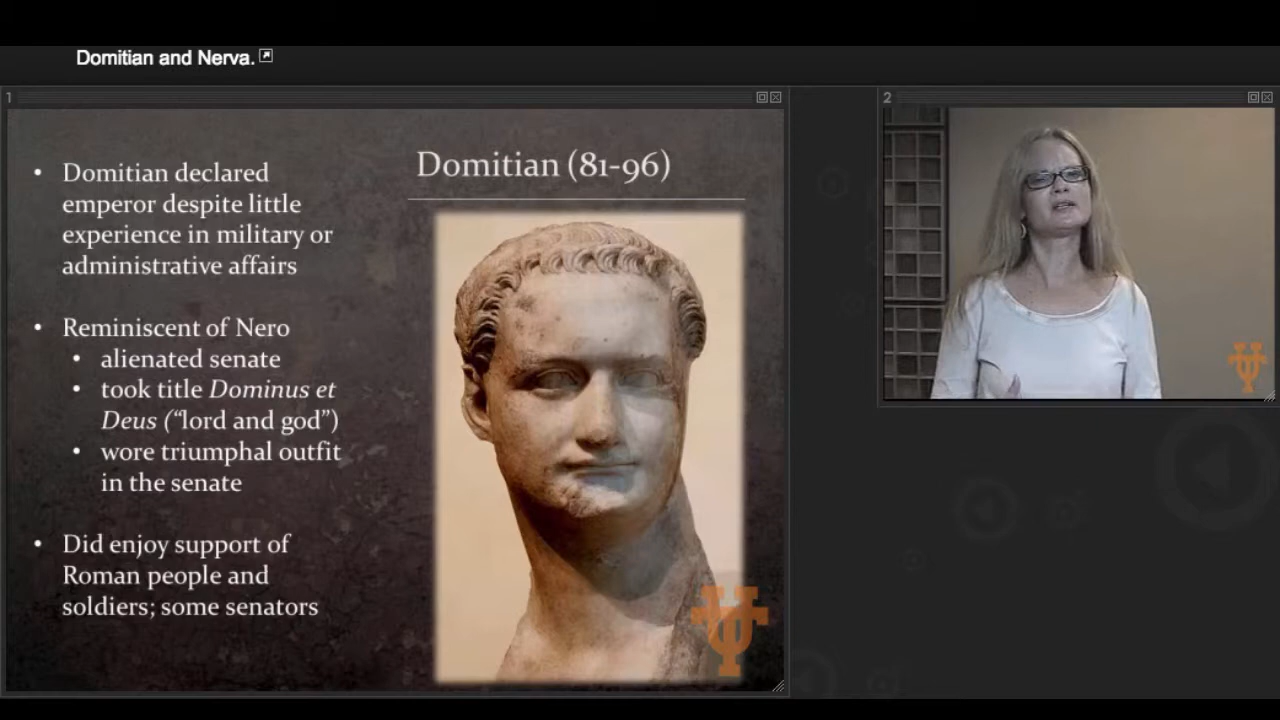 Domitian and Nerva.
1
2
Domitian (81-96)
• Domitian declared
emperor despite little
experience in military or
administrative affairs
• Reminiscent of Nero
• alienated senate
• took title Dominus et
Deus (“lord and god”)
• wore triumphal outfit
in the senate
• Did enjoy support of
Roman people and
soldiers; some senators
UT
UT